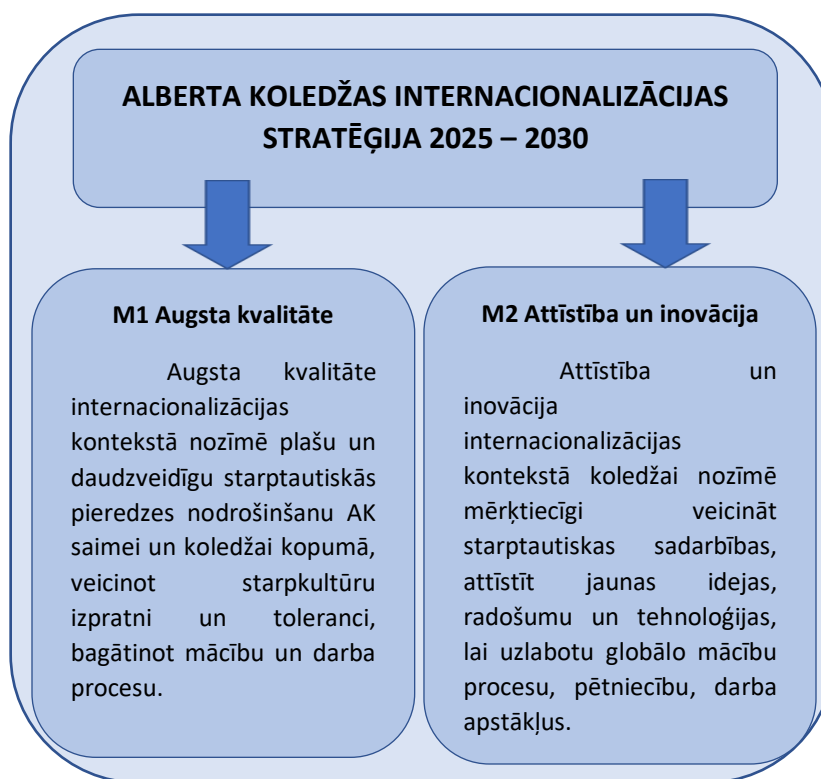 ALBERTA KOLEDŽAS INTERNACIONALIZĀCIJAS
STRATĒĢIJA 2025 – 2030
M1 Augsta kvalitāte
Augsta kvalitāte
internacionalizācijas
kontekstā nozīmē plašu un
daudzveidīgu starptautiskās
pieredzes nodrošinšanu AK
saimei un koledžai kopumā,
veicinot starpkultūru
izpratni un toleranci,
bagātinot mācību un darba
procesu.
M2 Attīstība un inovācija
Attīstība un
inovācija
internacionalizācijas
kontekstā koledžai nozīmē
mērķtiecīgi veicināt
starptautiskas sadarbības,
attīstīt jaunas idejas,
radošumu un tehnoloģijas,
lai uzlabotu globālo mācību
procesu, pētniecību, darba
apstākļus.